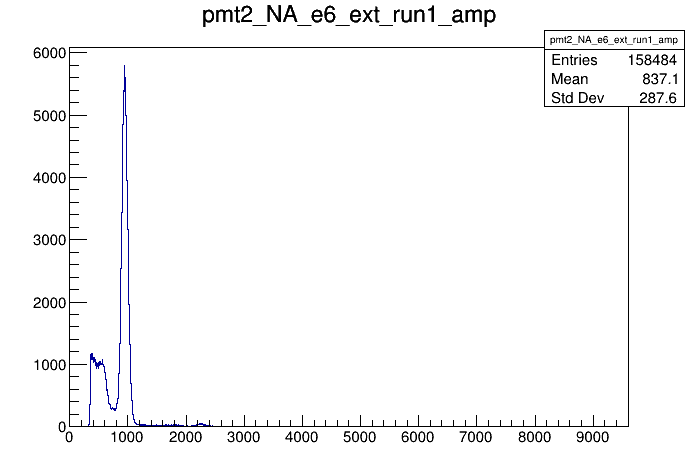 pmt2_NA_e6_ext_run1_amp
pmt2_NA_e6_ext_run1_amp
Entries 158484
Mean 837.1
Std Dev 287.6
6000
5000
4000
3000
2000
1000
0
0 1000 2000 3000 4000 5000 6000 7000 8000 9000